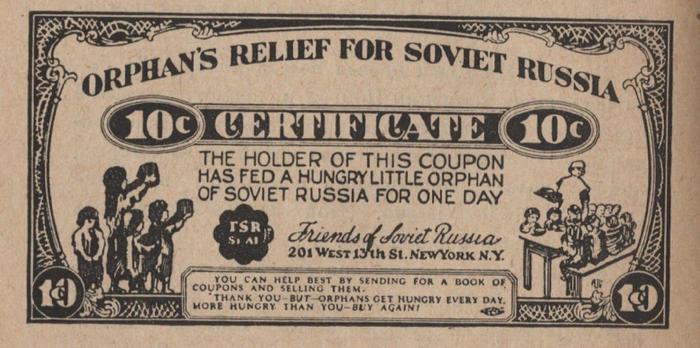 ORPHAN'S RELIEF FOR SOVIET RUSSIA
10c CERTIFICATE 10c
THE HOLDER OF THIS COUPON
HAS FED A HUNGRY LITTLE ORPHAN
OF SOVIET RUSSIA FOR ONE DAY
Friends of Soviet Russia
201 WEST 13th St. NEW YORK N.Y.
YOU CAN HELP BEST BY SENDING FOR A BOOK OF
COUPONS AND SELLING THEM.
THANK YOU—BUT—ORPHANS GET HUNGRY EVERY DAY,
MORE HUNGRY THAN YOU—BUY AGAIN!